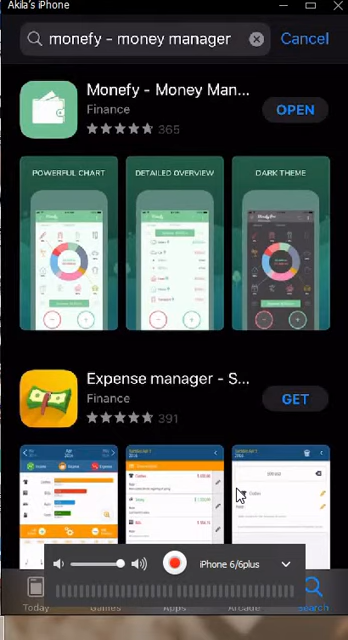 Akila's iPhone
monefy - money manager
Cancel
Monefy - Money Man...
Finance
OPEN
365
POWERFUL CHART
DETAILED OVERVIEW
DARK THEME
Expense manager - S...
Finance
GET
391
iPhone 6/6plus
Today
Games
Apps
Arcade
Search